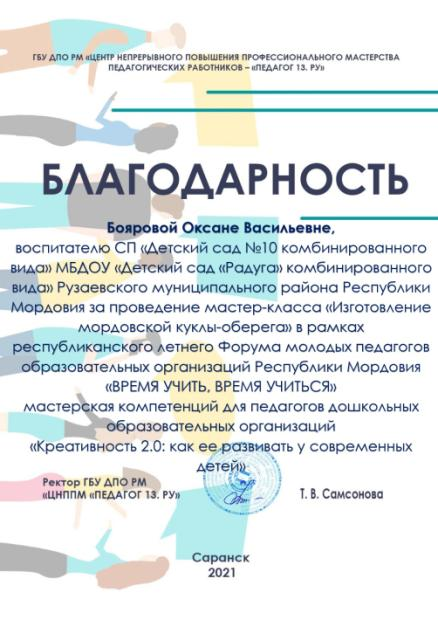 ГБУ ДПО РМ «ЦЕНТР НЕПРЕРЫВНОГО ПОВЫШЕНИЯ ПРОФЕССИОНАЛЬНОГО МАСТЕРСТВА
ПЕДАГОГИЧЕСКИХ РАБОТНИКОВ – «ПЕДАГОГ 13. РУ»
БЛАГОДАРНОСТЬ
Бояровой Оксане Васильевне,
воспитателю СП «Детский сад №10 комбинированного
вида» МБДОУ «Детский сад «Радуга» комбинированного
вида» Рузаевского муниципального района Республики
Мордовия за проведение мастер-класса «Изготовление
мордовской куклы-оберега» в рамках
республиканского летнего Форума молодых педагогов
образовательных организаций Республики Мордовия
«ВРЕМЯ УЧИТЬ, ВРЕМЯ УЧИТЬСЯ»
мастерская компетенций для педагогов дошкольных
образовательных организаций
«Креативность 2.0: как ее развивать у современных
детей»
Ректор ГБУ ДПО РМ
«ЦНППМ «ПЕДАГОГ 13. РУ»
Т. В. Самсонова
Саранск
2021